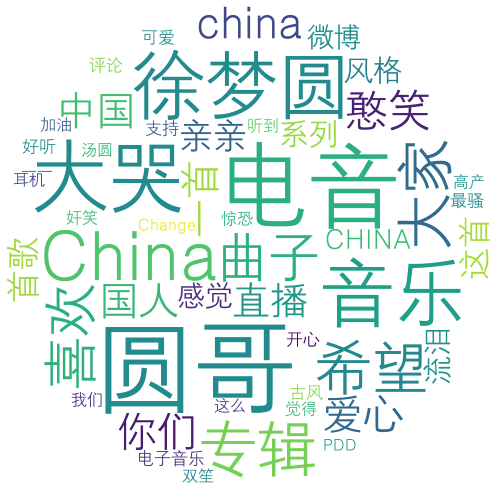 china
可爱
微博
徐梦圆
评论
风格
中国
憨笑
加油
支持
亲亲
听到
系列
好听
大哭
一首
电音
大家
汤圆
耳机
高产
奸笑
最骚
Change
惊恐
China
曲子
CHINA
这首
首歌
喜欢
国人
感觉
直播
音乐
流泪
圆哥
开心
希望
我们
这么
古风
觉得
爱心
你们
专辑
电子音乐
PDD
双笙